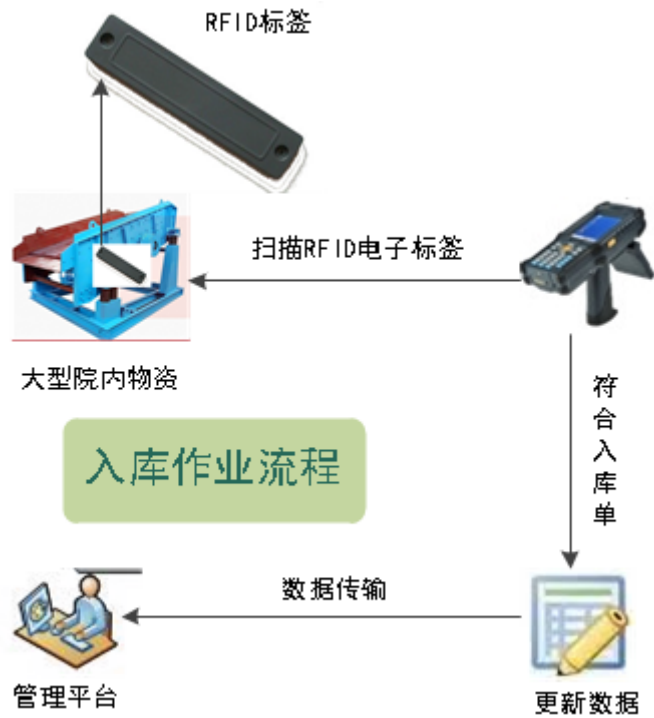 RFID标签
扫描RFID电子标签
大型院内物资
符合入库单
入库作业流程
数据传输
管理平台
更新数据